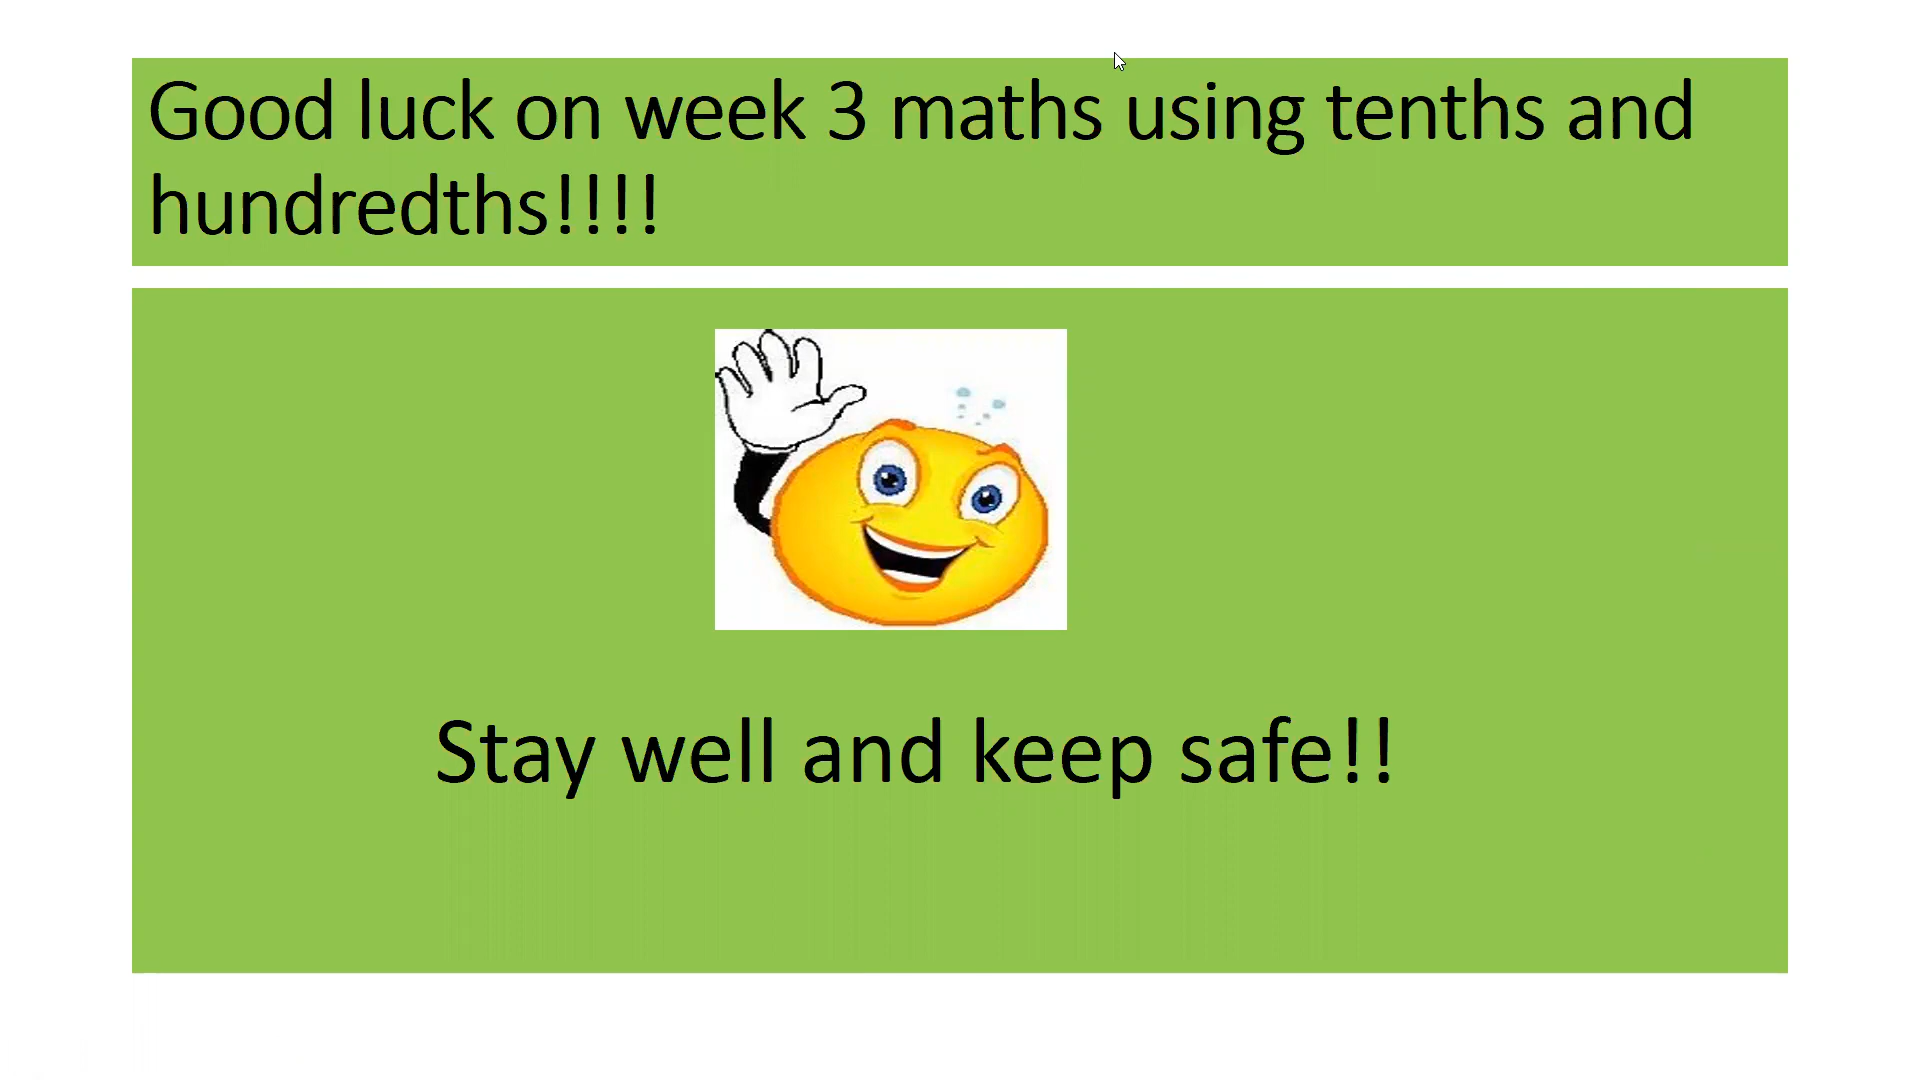 Good luck on week 3 maths using tenths and
hundredths!!!!
Stay well and keep safe!!